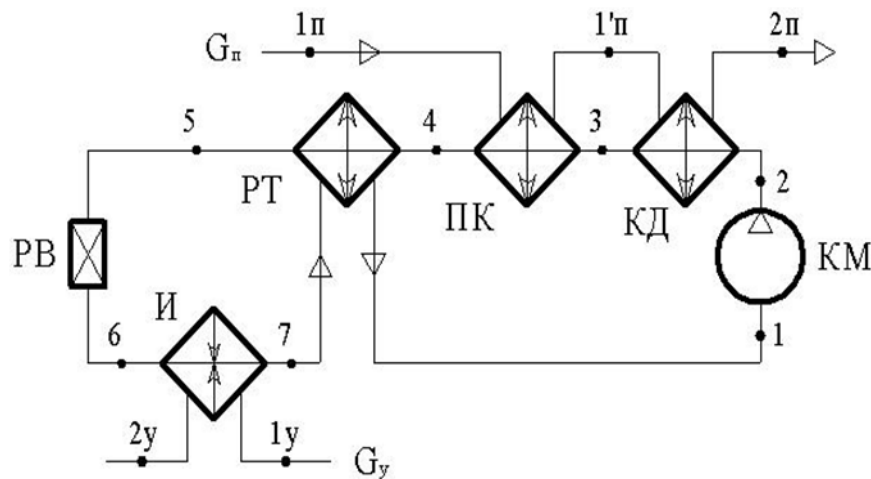 Gп 1п 1'п 2п
5 4 3
РТ ПК КД 2
РВ КМ
И
6 7 1
2у 1у Gу